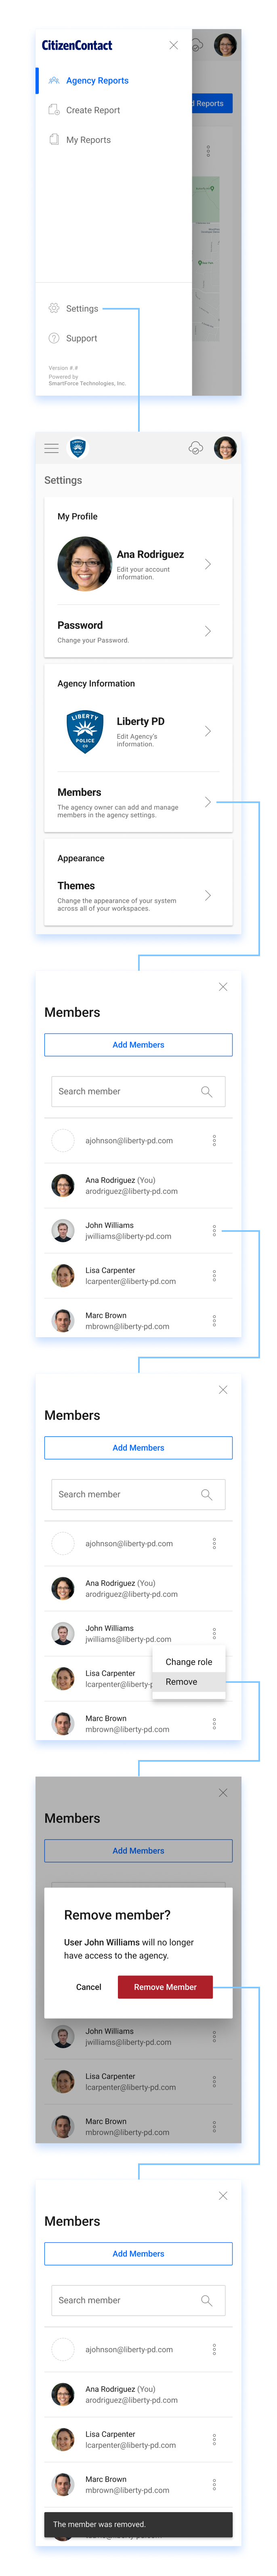 CitizenContact
Agency Reports
d Reports
Create Report
My Reports
Settings
Support
Version #.#
Powered by
SmartForce Technologies, Inc.
Settings
My Profile
Ana Rodriguez
Edit your account
information.
Password
Change your Password.
Agency Information
LIBERTY
POLICE
CO
Liberty PD
Edit Agency's
information.
Members
The agency owner can add and manage
members in the agency settings.
Appearance
Themes
Change the appearance of your system
across all of your workspaces.
Members
Add Members
Search member
ajohnson@liberty-pd.com
Ana Rodriguez (You)
arodriguez@liberty-pd.com
John Williams
jwilliams@liberty-pd.com
Lisa Carpenter
lcarpenter@liberty-pd.com
Marc Brown
mbrown@liberty-pd.com
Members
Add Members
Search member
ajohnson@liberty-pd.com
Ana Rodriguez (You)
arodriguez@liberty-pd.com
John Williams
jwilliams@liberty-pd.com
Change role
Lisa Carpenter
Remove
lcarpenter@liberty-p
Marc Brown
mbrown@liberty-pd.com
Members
Add Members
Remove member?
User John Williams will no longer
have access to the agency.
Cancel
Remove Member
John Williams
jwilliams@liberty-pd.com
Lisa Carpenter
lcarpenter@liberty-pd.com
Marc Brown
mbrown@liberty-pd.com
Members
Add Members
Search member
ajohnson@liberty-pd.com
Ana Rodriguez (You)
arodriguez@liberty-pd.com
Lisa Carpenter
lcarpenter@liberty-pd.com
Marc Brown
mbrown@liberty-pd.com
The member was removed.